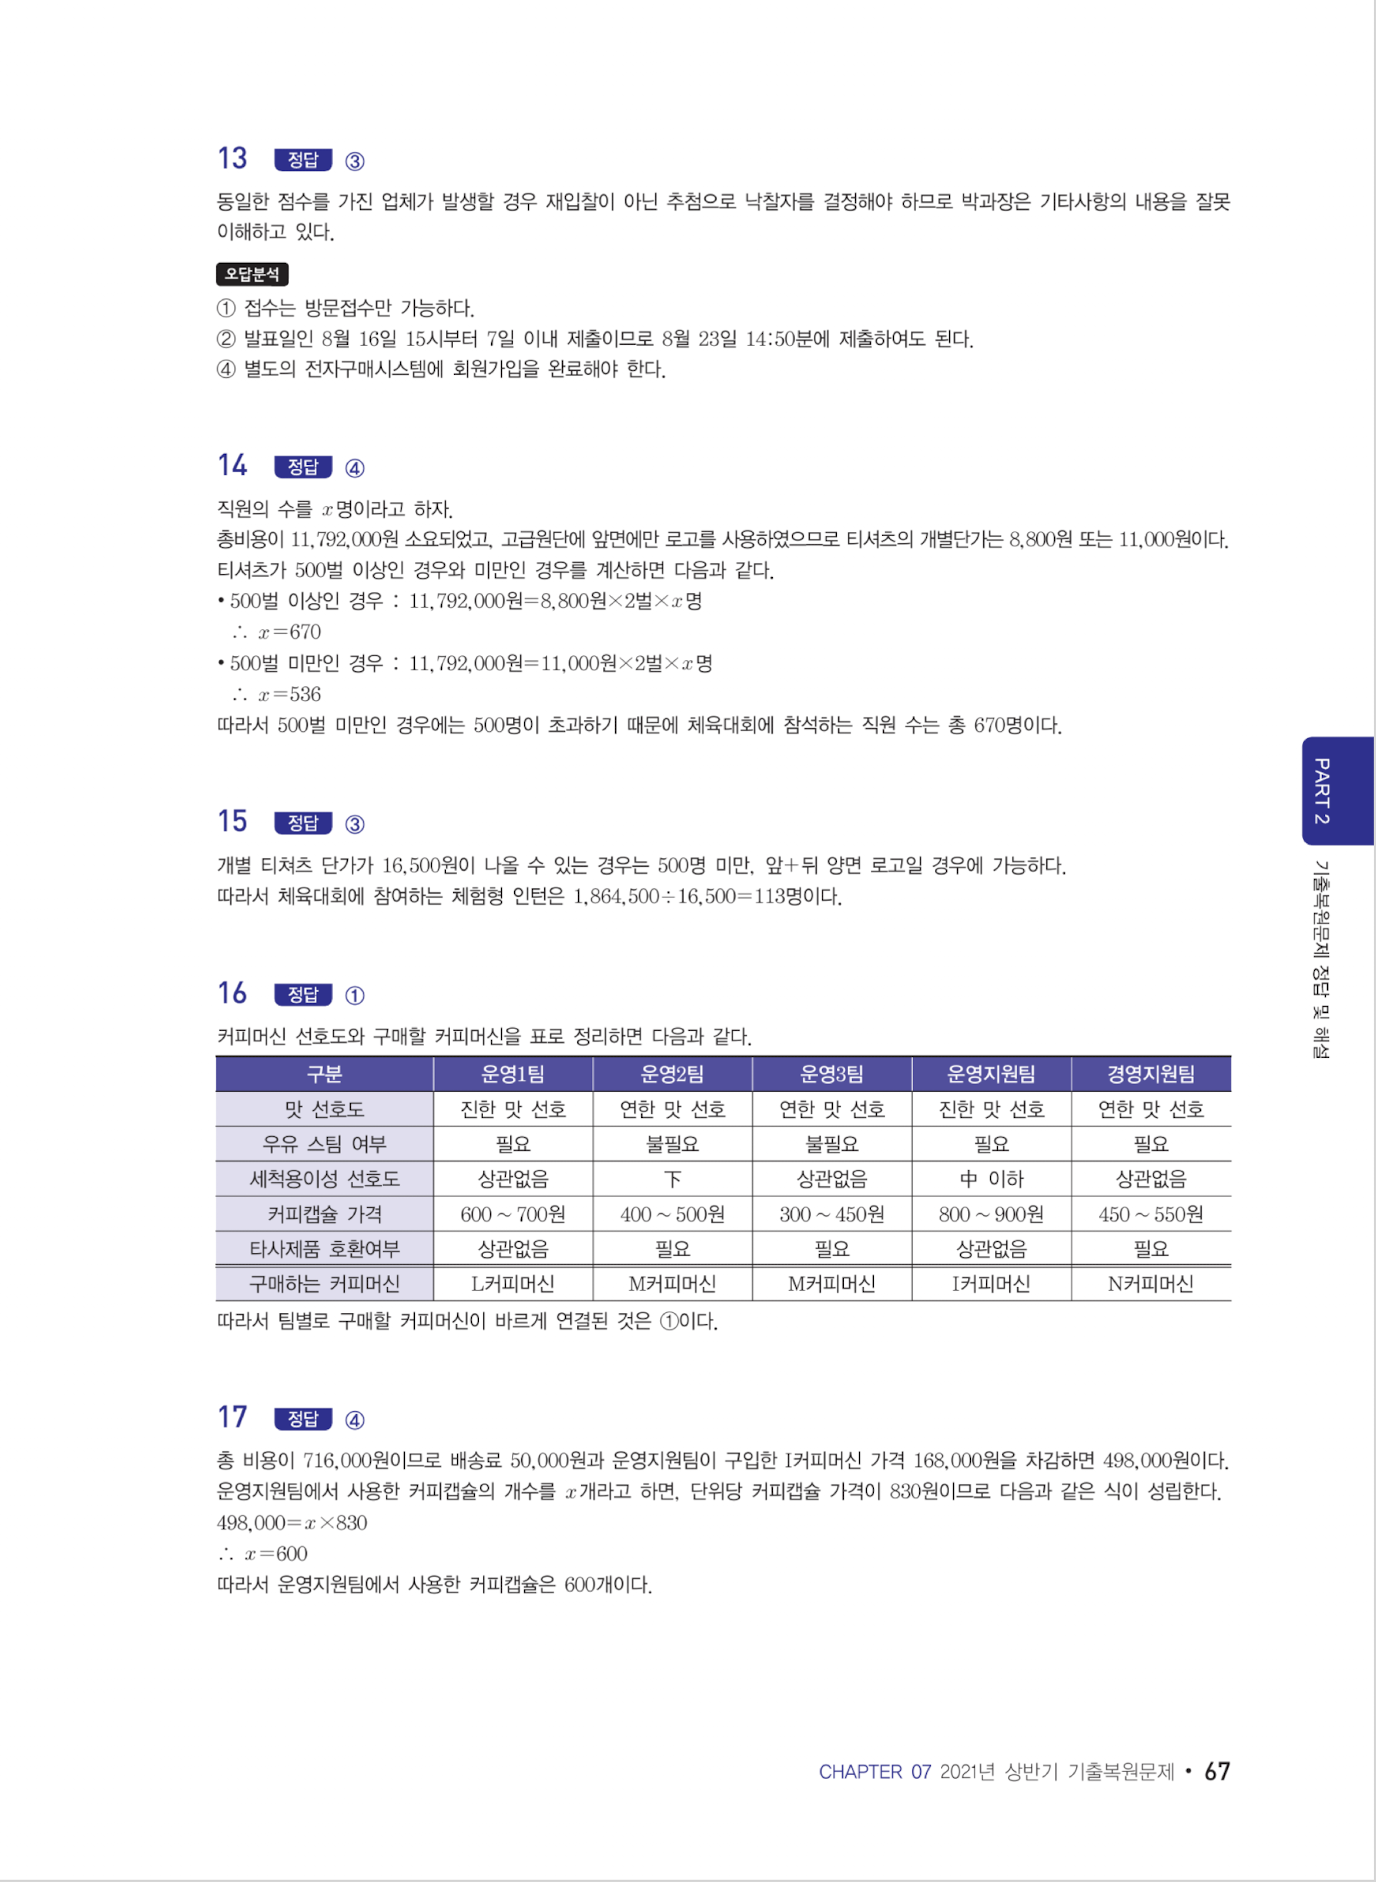 13 정답 ③
동일한 점수를 가진 업체가 발생할 경우 재입찰이 아닌 추첨으로 낙찰자를 결정해야 하므로 박과장은 기타사항의 내용을 잘못
이해하고 있다.
오답분석
① 접수는 방문접수만 가능하다.
② 발표일인 8월 16일 15시부터 7일 이내 제출이므로 8월 23일 14:50분에 제출하여도 된다.
④ 별도의 전자구매시스템에 회원가입을 완료해야 한다.
14 정답 ④
직원의 수를 x명이라고 하자.
총비용이 11,792,000원 소요되었고, 고급원단에 앞면에만 로고를 사용하였으므로 티셔츠의 개별단가는 8,800원 또는 11,000원이다.
티셔츠가 500벌 이상인 경우와 미만인 경우를 계산하면 다음과 같다.
• 500벌 이상인 경우 : 11,792,000원=8,800원×2벌×x명
∴ x=670
• 500벌 미만인 경우 : 11,792,000원=11,000원×2벌×x명
∴ x=536
따라서 500벌 미만인 경우에는 500명이 초과하기 때문에 체육대회에 참석하는 직원 수는 총 670명이다.
15 정답 ③
개별 티쳐츠 단가가 16,500원이 나올 수 있는 경우는 500명 미만, 앞+뒤 양면 로고일 경우에 가능하다.
따라서 체육대회에 참여하는 체험형 인턴은 1,864,500÷16,500=113명이다.
16 정답 ①
커피머신 선호도와 구매할 커피머신을 표로 정리하면 다음과 같다.
구분 운영1팀 운영2팀 운영3팀 운영지원팀 경영지원팀
맛 선호도 진한 맛 선호 연한 맛 선호 연한 맛 선호 진한 맛 선호 연한 맛 선호
우유 스팀 여부 필요 불필요 불필요 필요 필요
세척용이성 선호도 상관없음 下 상관없음 中 이하 상관없음
커피캡슐 가격 600 ~ 700원 400 ~ 500원 300 ~ 450원 800 ~ 900원 450 ~ 550원
타사제품 호환여부 상관없음 필요 필요 상관없음 필요
구매하는 커피머신 L커피머신 M커피머신 M커피머신 I커피머신 N커피머신
따라서 팀별로 구매할 커피머신이 바르게 연결된 것은 ①이다.
17 정답 ④
총 비용이 716,000원이므로 배송료 50,000원과 운영지원팀이 구입한 I커피머신 가격 168,000원을 차감하면 498,000원이다.
운영지원팀에서 사용한 커피캡슐의 개수를 x개라고 하면, 단위당 커피캡슐 가격이 830원이므로 다음과 같은 식이 성립한다.
498,000=x×830
∴ x=600
따라서 운영지원팀에서 사용한 커피캡슐은 600개이다.
PART 2
기출복원문제 정답 및 해설
CHAPTER 07 2021년 상반기 기출복원문제 • 67